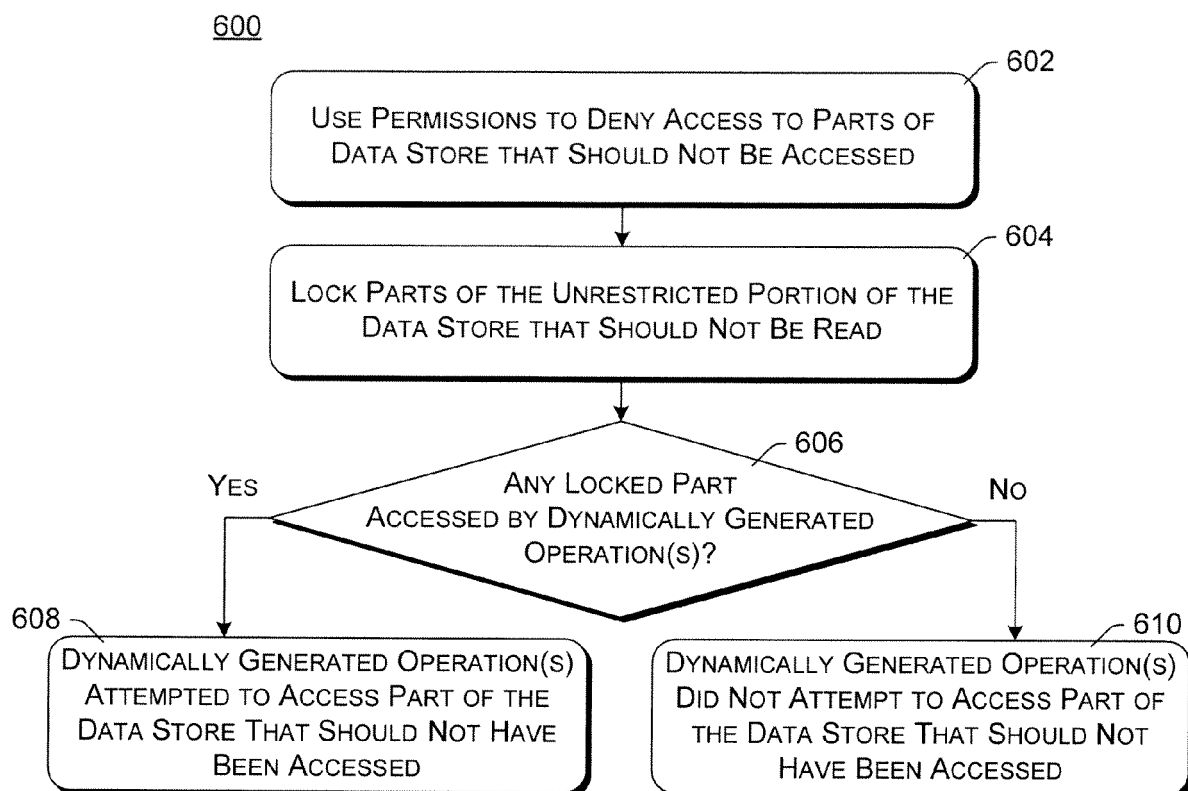 600
602
USE PERMISSIONS TO DENY ACCESS TO PARTS OF
DATA STORE THAT SHOULD NOT BE ACCESSED
604
LOCK PARTS OF THE UNRESTRICTED PORTION OF THE
DATA STORE THAT SHOULD NOT BE READ
606
YES
ANY LOCKED PART
ACCESSED BY DYNAMICALLY GENERATED
OPERATION(S)?
NO
608
DYNAMICALLY GENERATED OPERATION(S)
ATTEMPTED TO ACCESS PART OF THE
DATA STORE THAT SHOULD NOT HAVE
BEEN ACCESSED
610
DYNAMICALLY GENERATED OPERATION(S)
DID NOT ATTEMPT TO ACCESS PART OF
THE DATA STORE THAT SHOULD NOT
HAVE BEEN ACCESSED